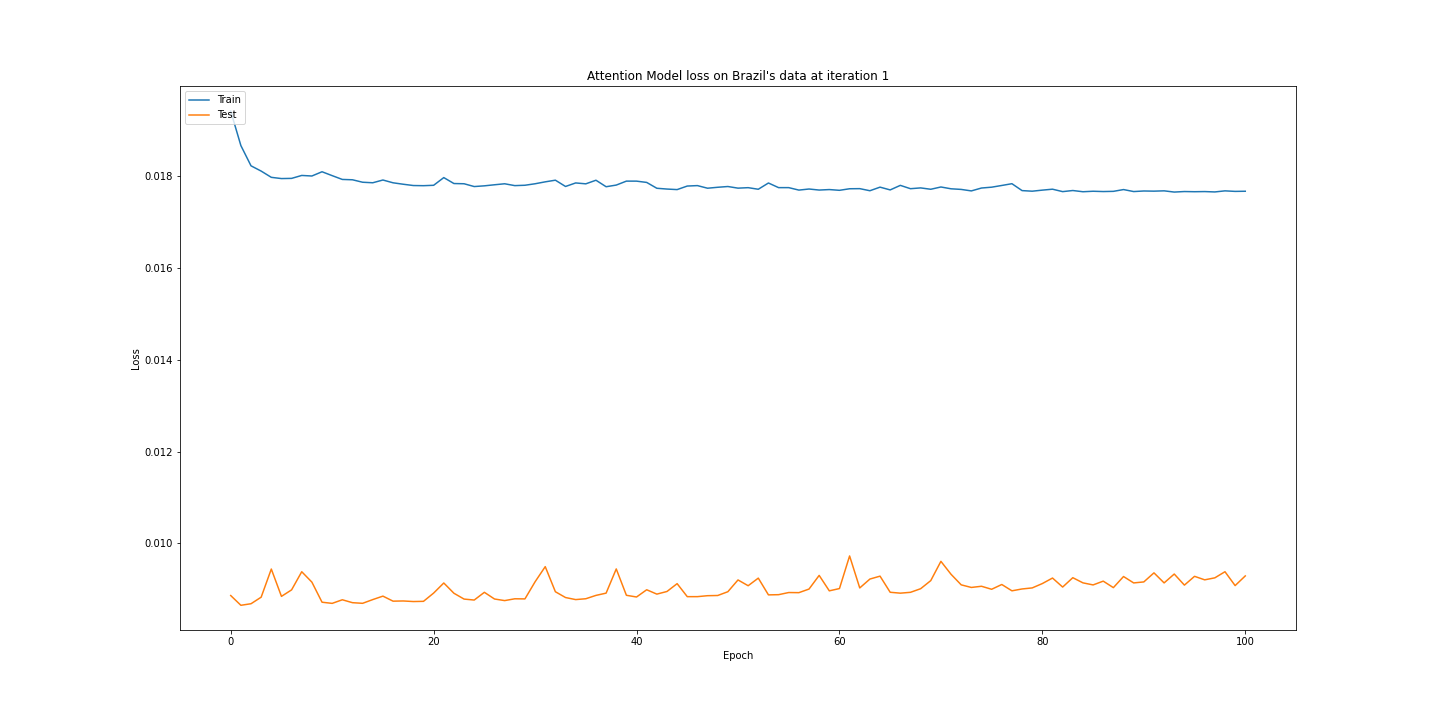 Attention Model loss on Brazil's data at iteration 1
Train
Test
0.018
0.016
0.014
0.012
0.010
Loss
0 20 40 60 80 100
Epoch